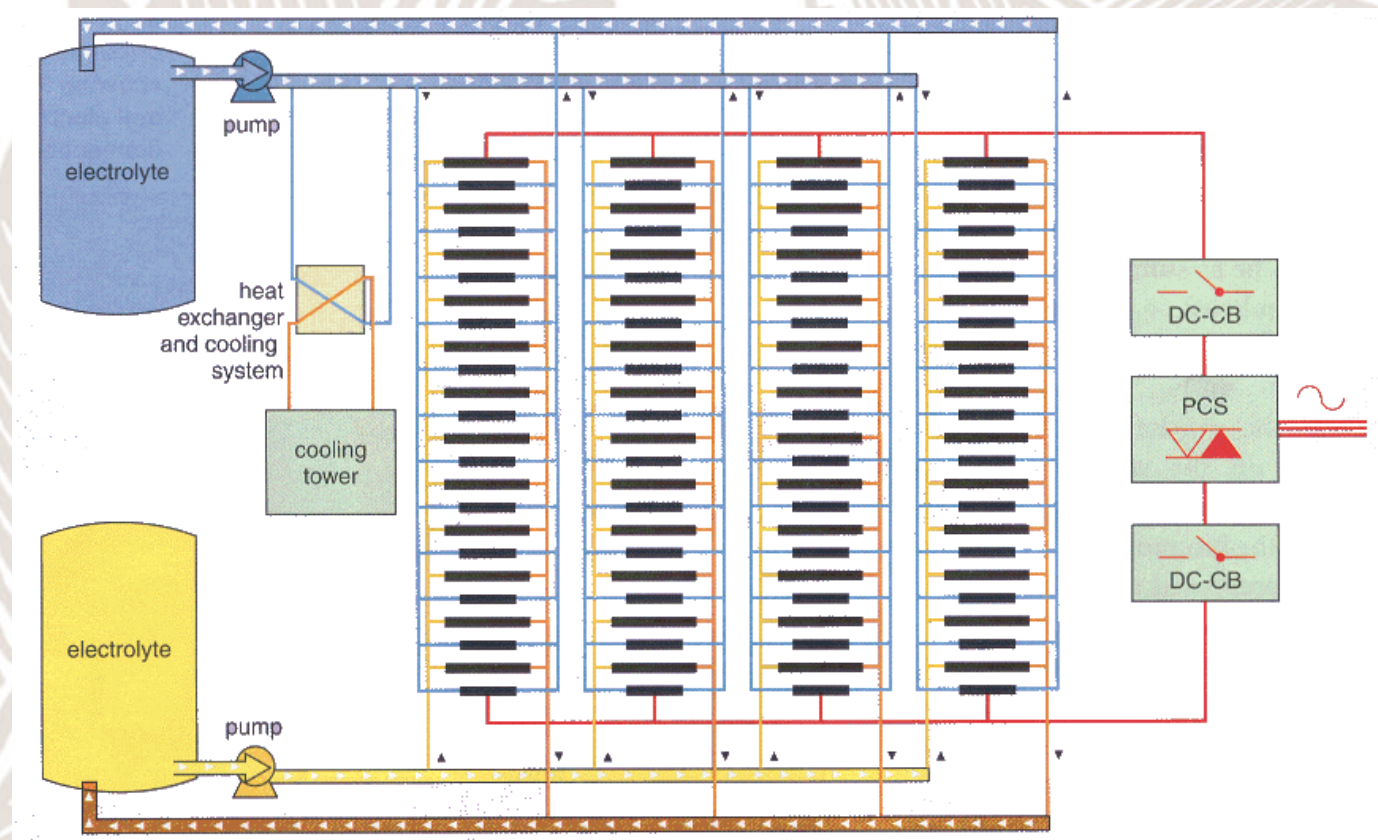 pump
electrolyte
heat
exchanger
and cooling
system
cooling
tower
DC-CB
PCS
DC-CB
electrolyte
pump